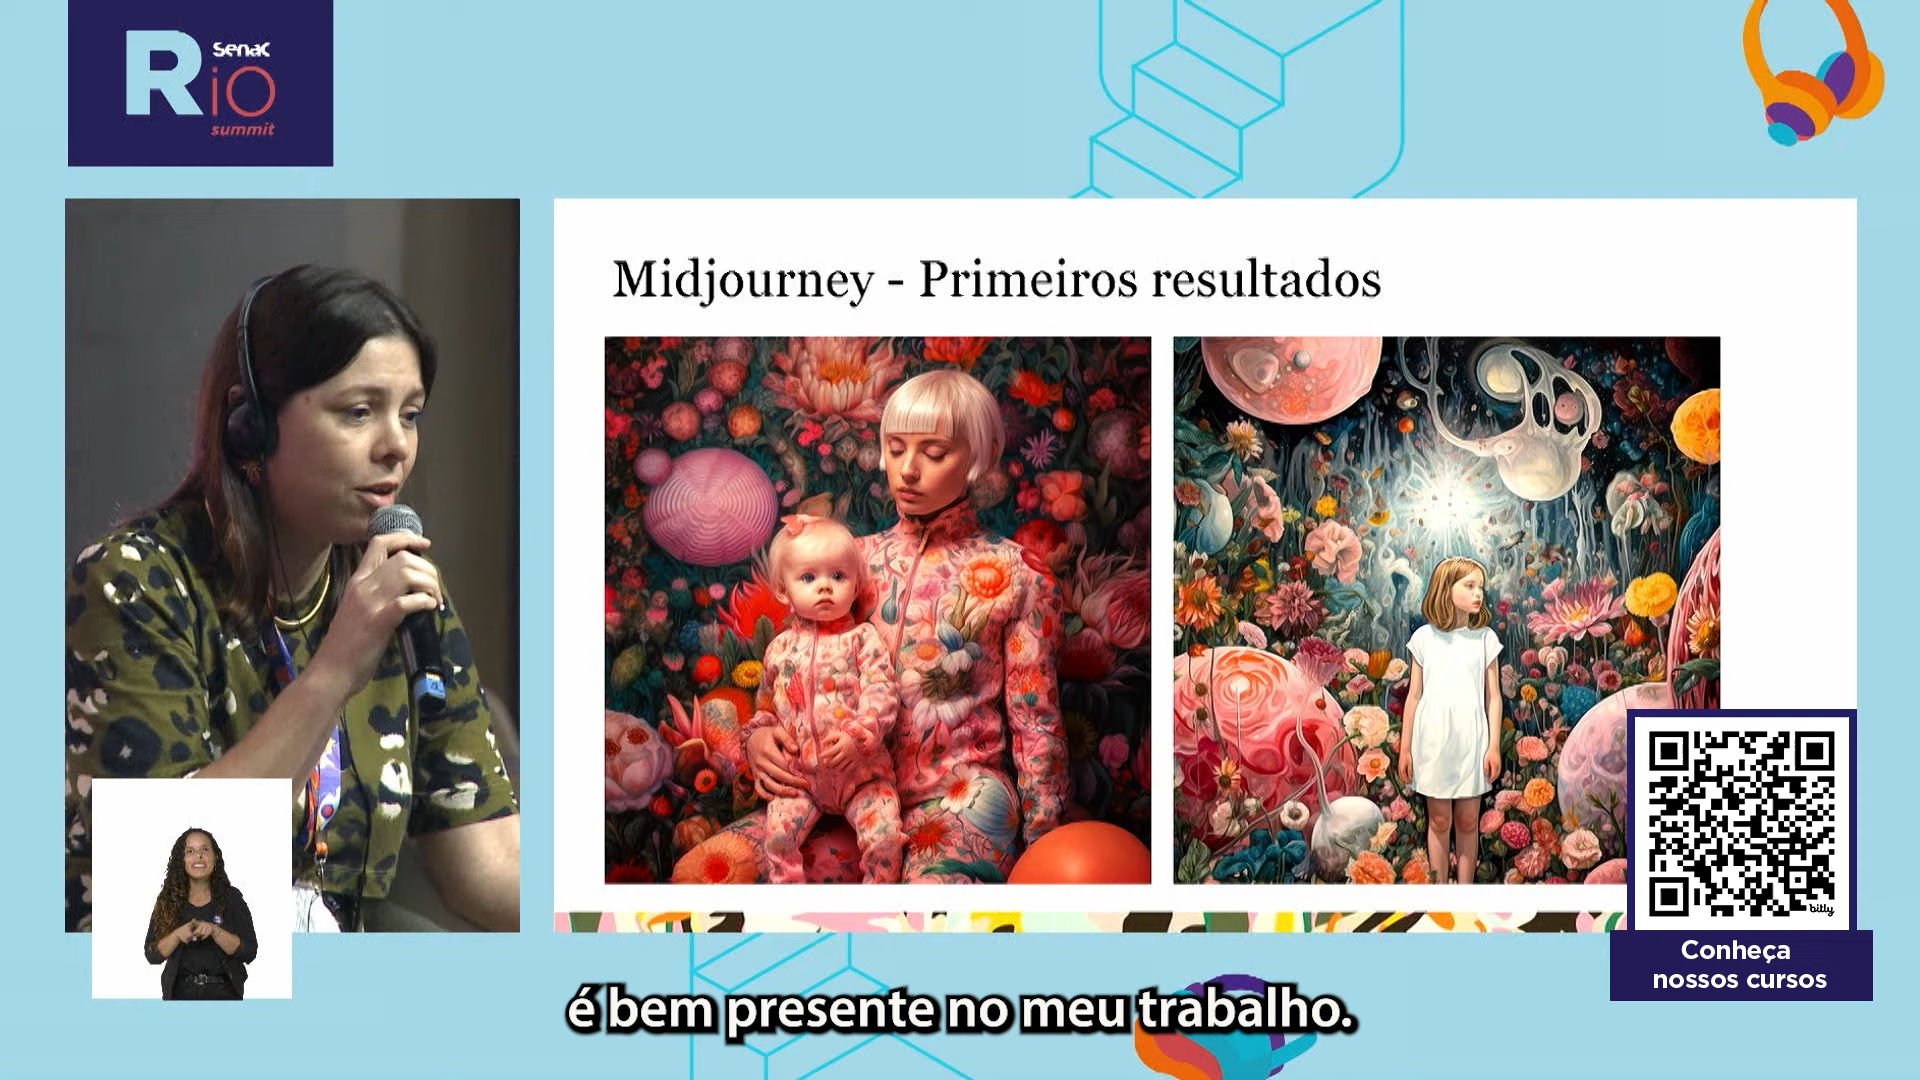 Senac
Rio
summit
Midjourney - Primeiros resultados
bitly
Conheça
nossos cursos
é bem presente no meu trabalho.